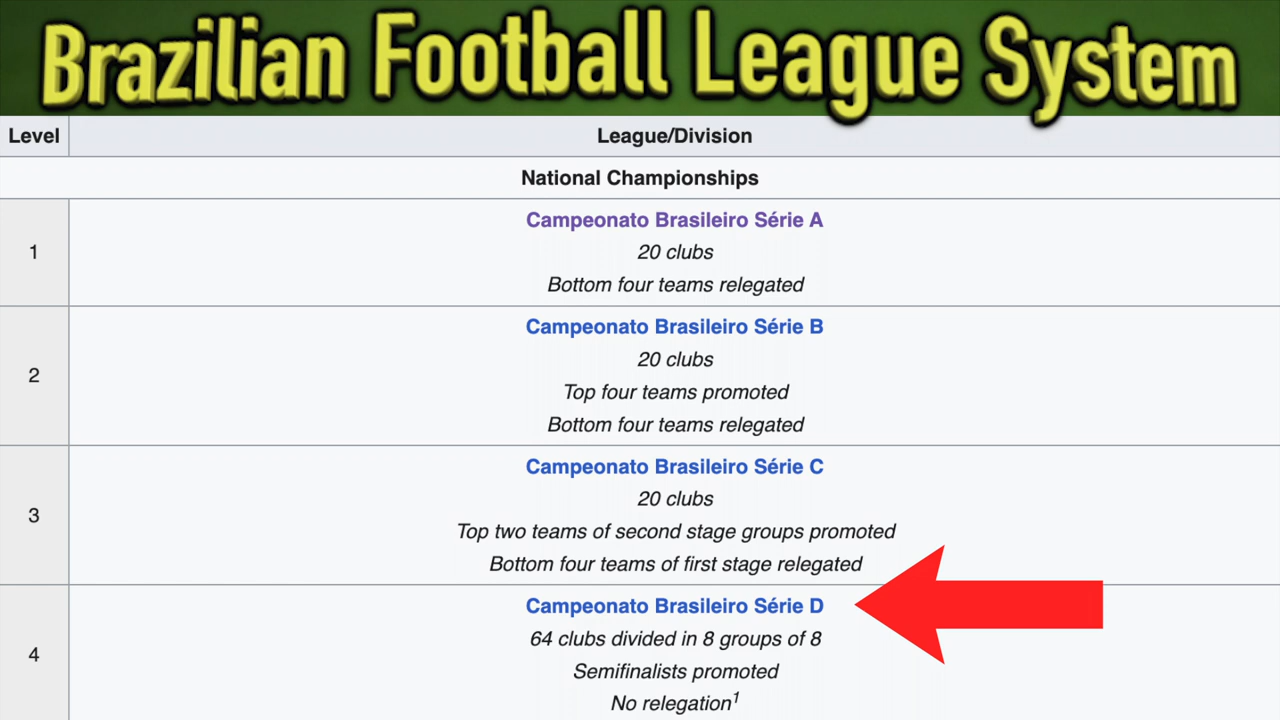 Brazilian Football League System
Level League/Division
National Championships
1
Campeonato Brasileiro Série A
20 clubs
Bottom four teams relegated
2
Campeonato Brasileiro Série B
20 clubs
Top four teams promoted
Bottom four teams relegated
3
Campeonato Brasileiro Série C
20 clubs
Top two teams of second stage groups promoted
Bottom four teams of first stage relegated
4
Campeonato Brasileiro Série D
64 clubs divided in 8 groups of 8
Semifinalists promoted
No relegation¹